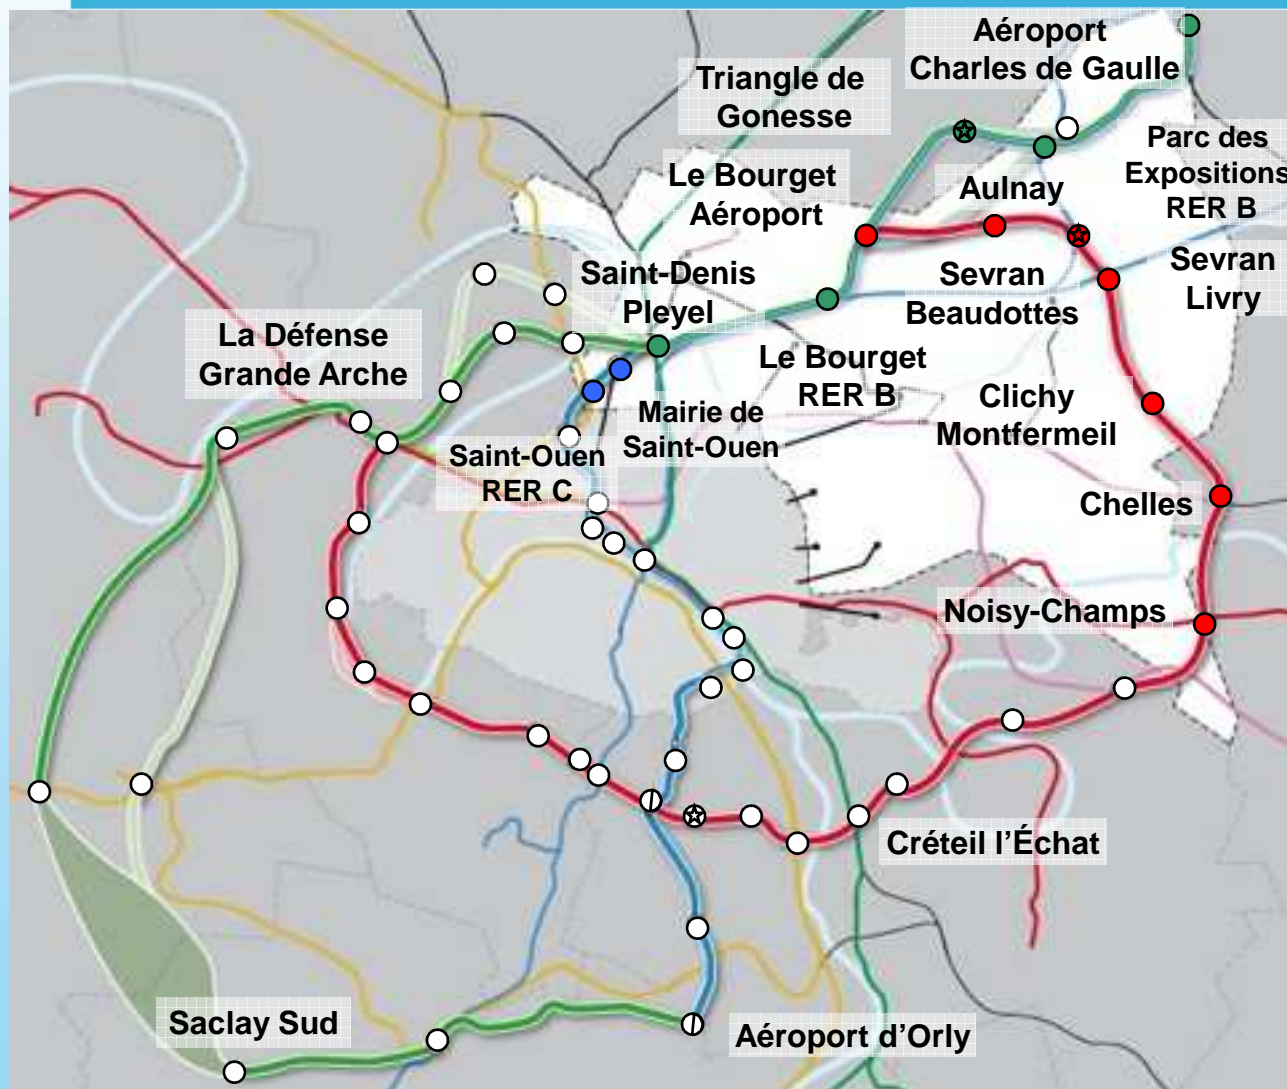 Aéroport
Charles de Gaulle
Triangle de
Gonesse
Parc des
Expositions
RER B
Le Bourget
Aéroport
Aulnay
Saint-Denis
Pleyel
Sevran
Beaudottes
Sevran
Livry
La Défense
Grande Arche
Le Bourget
RER B
Mairie de
Saint-Ouen
Clichy
Montfermeil
Saint-Ouen
RER C
Chelles
Noisy-Champs
Créteil l’Échat
Saclay Sud
Aéroport d’Orly